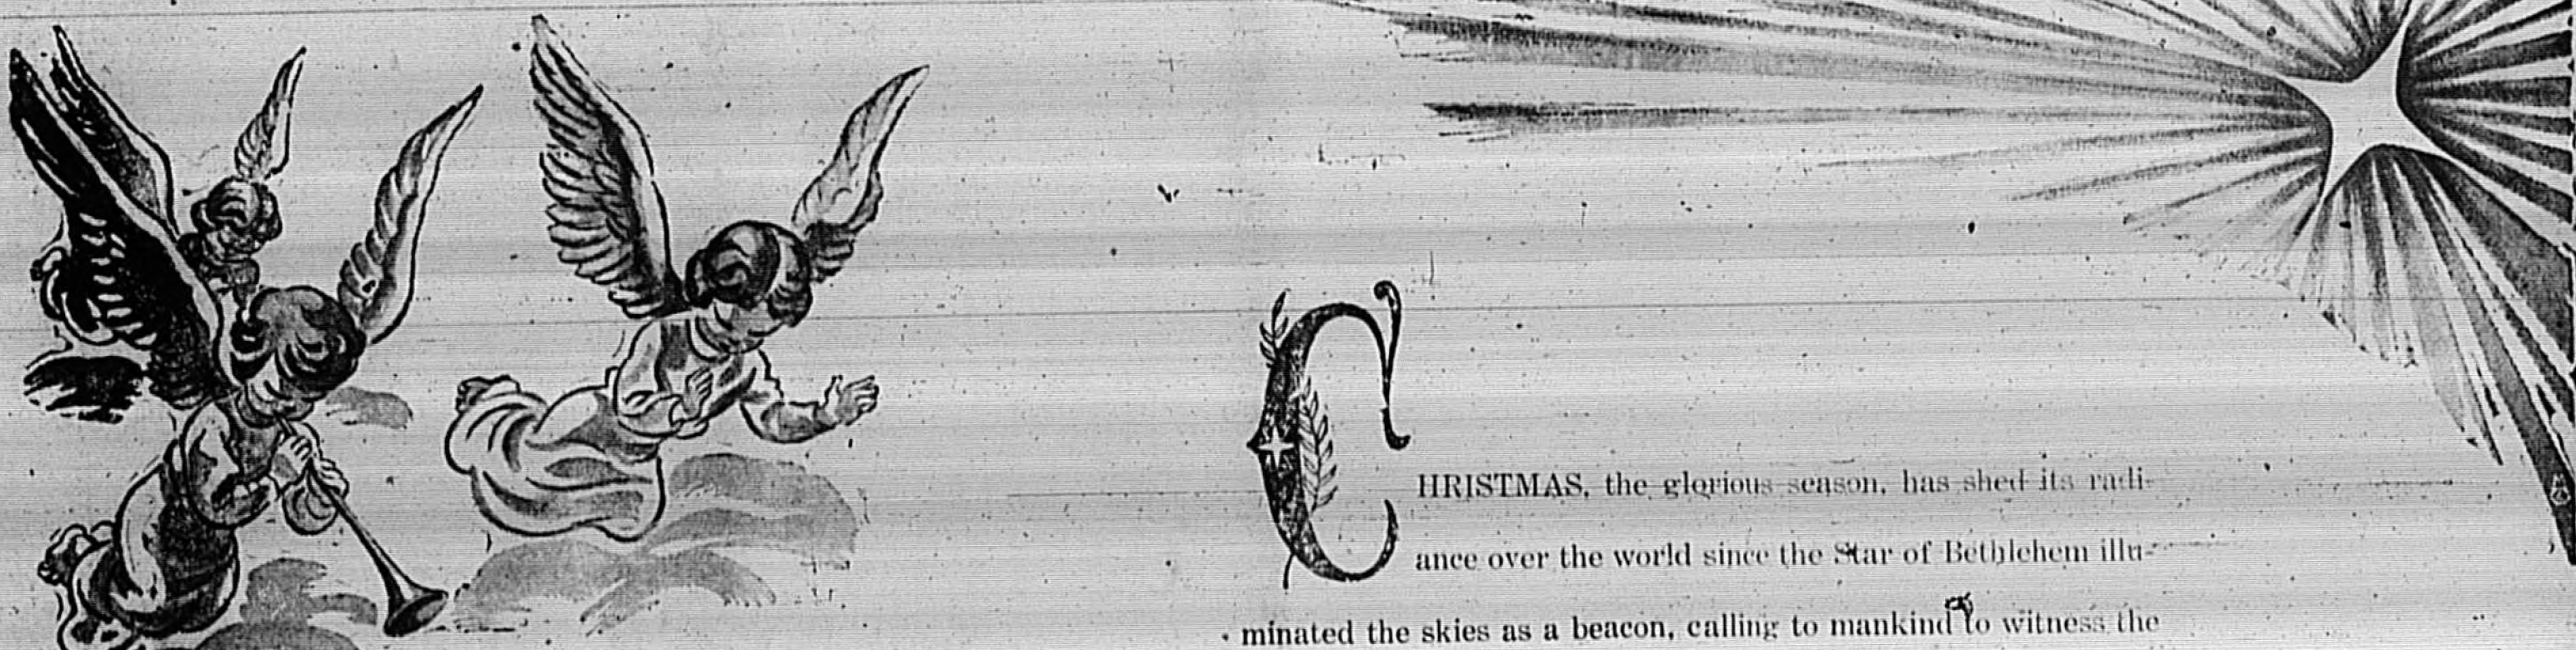 CHRISTMAS, the glorious season, has shed its radi-
ance over the world since the Star of Bethlehem illu-
minated the skies as a beacon, calling to mankind to witness the